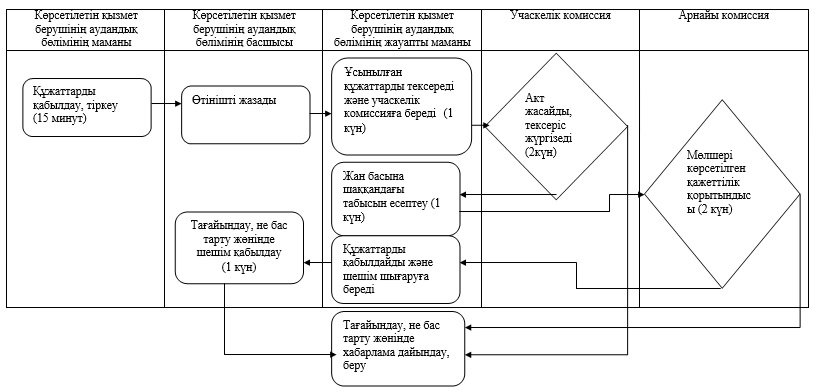 Көрсетілетін қызмет
берушінің аудандық
бөлімінің маманы
Көрсетілетін қызмет
берушінің аудандық
бөлімінің басшысы
Көрсетілетін қызмет
берушінің аудандық
бөлімінің жауапты маманы
Учаскелік комиссия
Арнайы комиссия
Құжаттарды
қабылдау, тіркеу
(15 минут)
Өтінішті жазады
Ұсынылған
құжаттарды тексереді
және учаскелік
комиссияға береді (1
күн)
Акт
жасайды,
тексеріс
жүргізеді
(2күн)
Мөлшері
көрсетілген
қажеттілік
қорытындыс
ы (2 күн)
Жан басына
шаққандағы
табысын есептеу (1
күн)
Тағайындау, не бас
тарту жөнінде
шешім қабылдау
(1 күн)
Құжаттарды
қабылдайды және
шешім шығаруға
береді
Тағайындау, не бас
тарту жөнінде
хабарлама дайындау,
беру